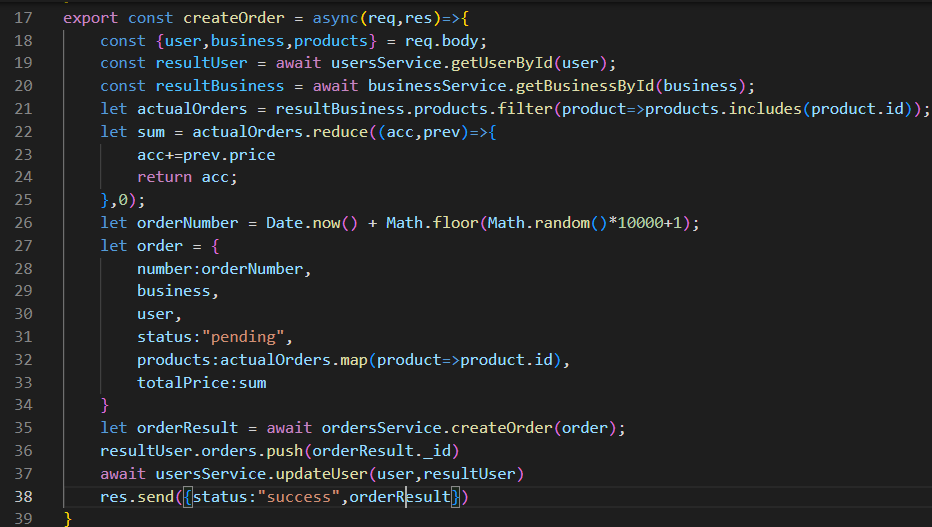 17 export const createOrder = async(req,res)=>{
18     const {user,business,products} = req.body;
19     const resultUser = await usersService.getUserById(user);
20     const resultBusiness = await businessService.getBusinessById(business);
21     let actualOrders = resultBusiness.products.filter(product=>products.includes(product.id));
22     let sum = actualOrders.reduce((acc,prev)=>{
23         acc+=prev.price
24         return acc;
25     },0);
26     let orderNumber = Date.now() + Math.floor(Math.random()*10000+1);
27     let order = {
28         number:orderNumber,
29         business,
30         user,
31         status:"pending",
32         products:actualOrders.map(product=>product.id),
33         totalPrice:sum
34     }
35     let orderResult = await ordersService.createOrder(order);
36     resultUser.orders.push(orderResult._id)
37     await usersService.updateUser(user,resultUser)
38     res.send({status:"success",orderResult})
39 }